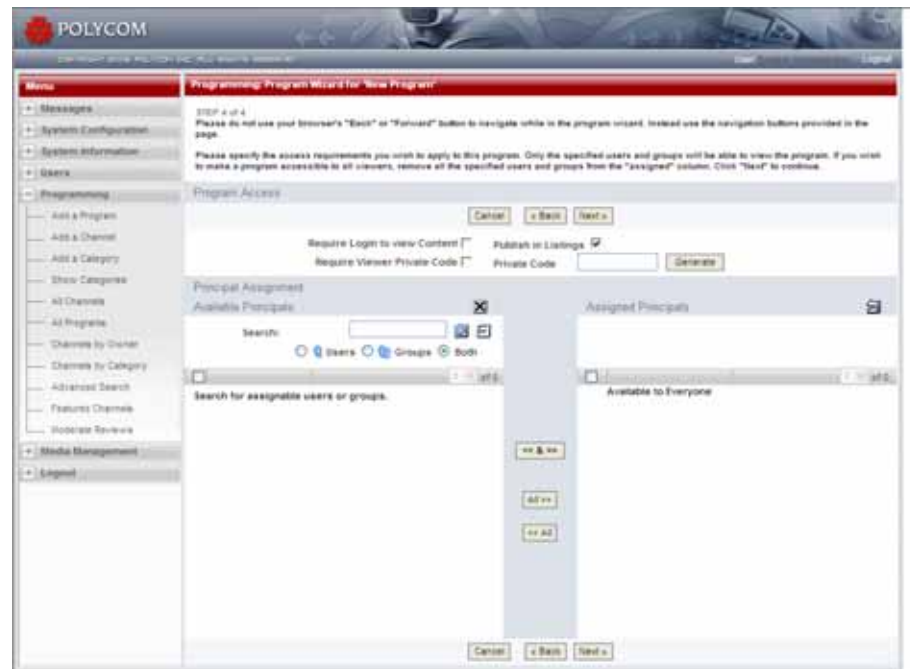 POLYCOM
Logout
Menu
Programming: Program Wizard for 'New Program'
+ Messages
+ System Configuration
+ System Information
+ Users
- Programming
Add a Program
Add a Channel
Add a Category
Show Categories
All Channels
All Programs
Channels by Owner
Channels by Category
Advanced Search
Features Channels
Moderate Reviews
+ Media Management
+ Logout
STEP 4 of 4
Please do not use your browser's "Back" or "Forward" button to navigate while in the program wizard. Instead use the navigation buttons provided in the
page.
Please specify the access requirements you wish to apply to this program. Only the specified users and groups will be able to view the program. If you wish
to make a program accessible to all viewers, remove all the specified users and groups from the "assigned" column. Click "Next" to continue.
Program Access
Cancel « Back Next »
Require Login to view Content Publish in Listings
Require Viewer Private Code Private Code Generate
Principal Assignment
Available Principals Assigned Principals
Search:
Users Groups Both
Search for assignable users or groups.
Available to Everyone
<< & >>
All >>
<< All
Cancel « Back Next »